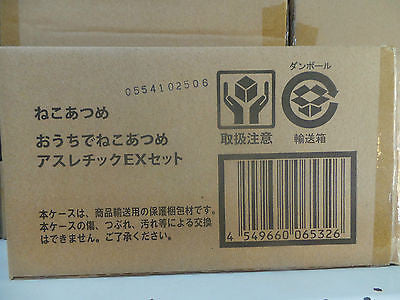 0554102506
ねこあつめ
おうちでねこあつめ
アスレチックEXセット
取扱注意
ダンボール
輸送箱
本ケースは、商品輸送用の保護梱包材です。
本ケースの傷、つぶれ、汚れ等による交換
はできません。ご了承ください。
4 549660 065326